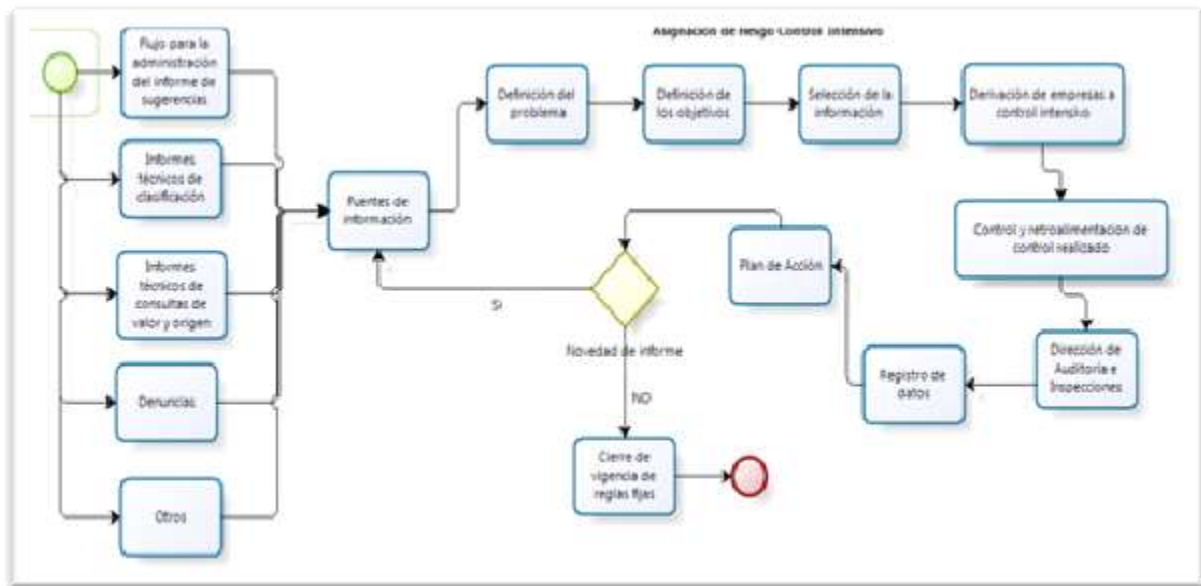 Asignación de Riesgo Control Intensivo
Flujo para la
administración
del informe de
sugerencias
Informes
técnicos de
clasificación
Informes
técnicos de
consultas de
valor y origen
Denuncias
Otros
Fuentes de
información
Definición del
problema
Definición de
los objetivos
Selección de la
información
Derivación de empresas a
control intensivo
Control y retroalimentación de
control realizado
Dirección de
Auditoría e
Inspecciones
Registro de
datos
Plan de Acción
Si
Novedad de informe
NO
Cierre de
vigencia de
reglas fijas